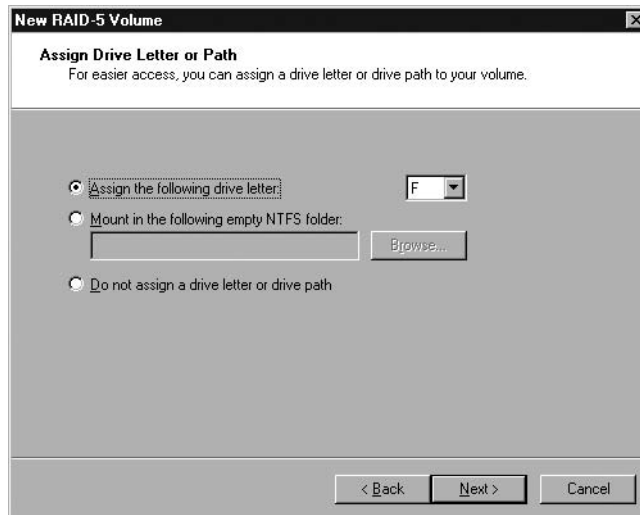 New RAID-5 Volume
Assign Drive Letter or Path
For easier access, you can assign a drive letter or drive path to your volume.
Assign the following drive letter: F
Mount in the following empty NTFS folder:
Browse...
Do not assign a drive letter or drive path
< Back Next > Cancel